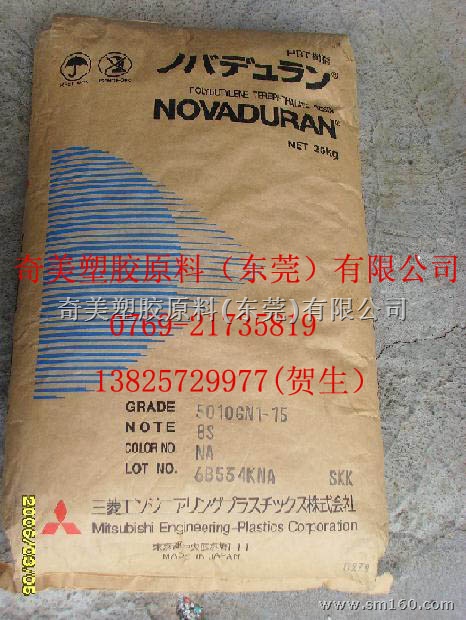 PBT樹脂
ノバデュラン®
POLYBUTYLENE TEREPHTHALATE RESIN
NOVADURAN®
NET 25kg
奇美塑胶原料（东莞）有限公司
奇美塑胶原料(东莞)有限公司
0769-21735819
13825729977(贺生)
GRADE 5010GN1-15
NOTE BS
COLOR NO. NA
LOT NO. 6B554KNA SKK
三菱エンジニアリングプラスチックス株式会社
Mitsubishi Engineering-Plastics Corporation
MADE IN JAPAN
www.sm160.com